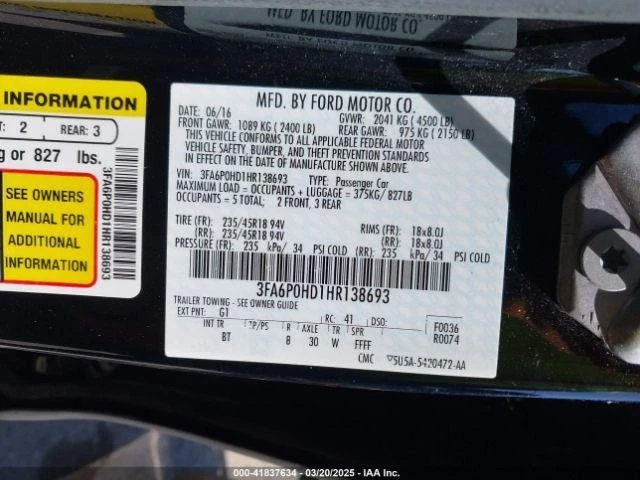 MFD. BY FORD MOTOR CO.
INFORMATION
2 REAR: 3
g or 827 lbs.
SEE OWNERS
MANUAL FOR
ADDITIONAL
INFORMATION
3FA6P0HD1HR138693
MFD. BY FORD MOTOR CO.
06/16 GVWR: 2041 KG ( 4500 LB)
FRONT GAWR: 1089 KG ( 2400 LB) REAR GAWR: 975 KG ( 2150 LB)
THIS VEHICLE CONFORMS TO ALL APPLICABLE FEDERAL MOTOR
VEHICLE SAFETY, BUMPER, AND THEFT PREVENTION STANDARDS
IN EFFECT ON THE DATE OF MANUFACTURE SHOWN ABOVE.
VIN: 3FA6P0HD1HR138693 TYPE: Passenger Car
MAXIMUM LOAD = OCCUPANTS + LUGGAGE = 375KG/827LB
OCCUPANTS = 5 TOTAL; 2 FRONT, 3 REAR
TIRE (FR): 235/45R18 94V RIMS (FR): 18x8.0J
(RR): 235/45R18 94V (RR): 18x8.0J
PRESSURE (FR): 235 kPa/ 34 PSI COLD (RR): 235 kPa/ 34 PSI COLD
3FA6P0HD1HR138693
TRAILER TOWING - SEE OWNER GUIDE
EXT PNT: G1 RC: 41 DSO: F0036
INT TR TP/PS R AXLE TR SPR R0074
BT B 30 W FFFF
CMC 5U5A-5420472-AA
000-41837634 — 03/20/2025 — IAA Inc.